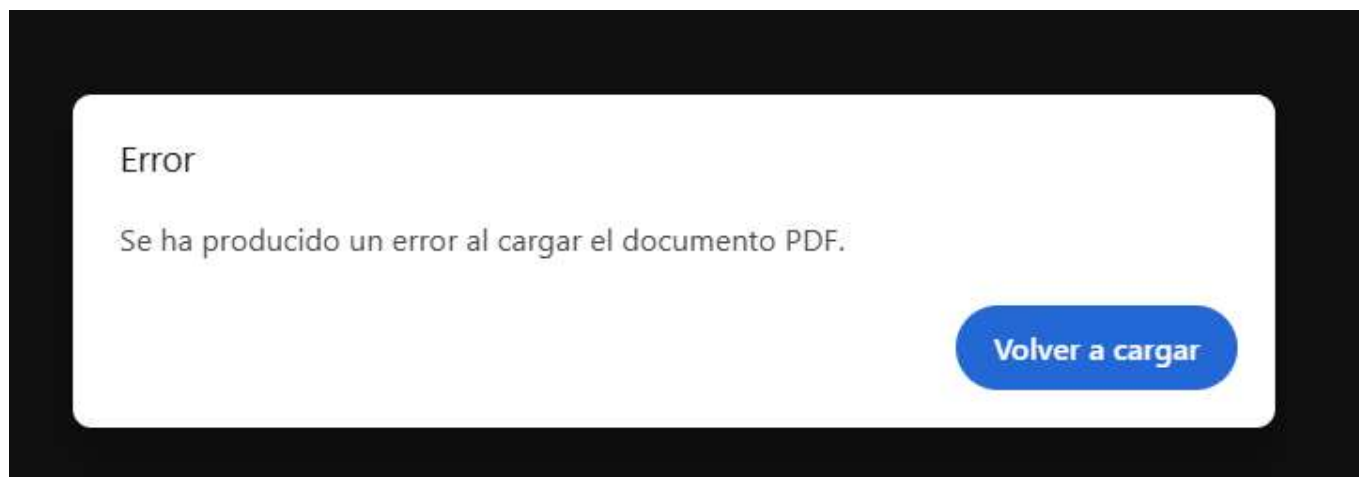 Error
Se ha producido un error al cargar el documento PDF.
Volver a cargar